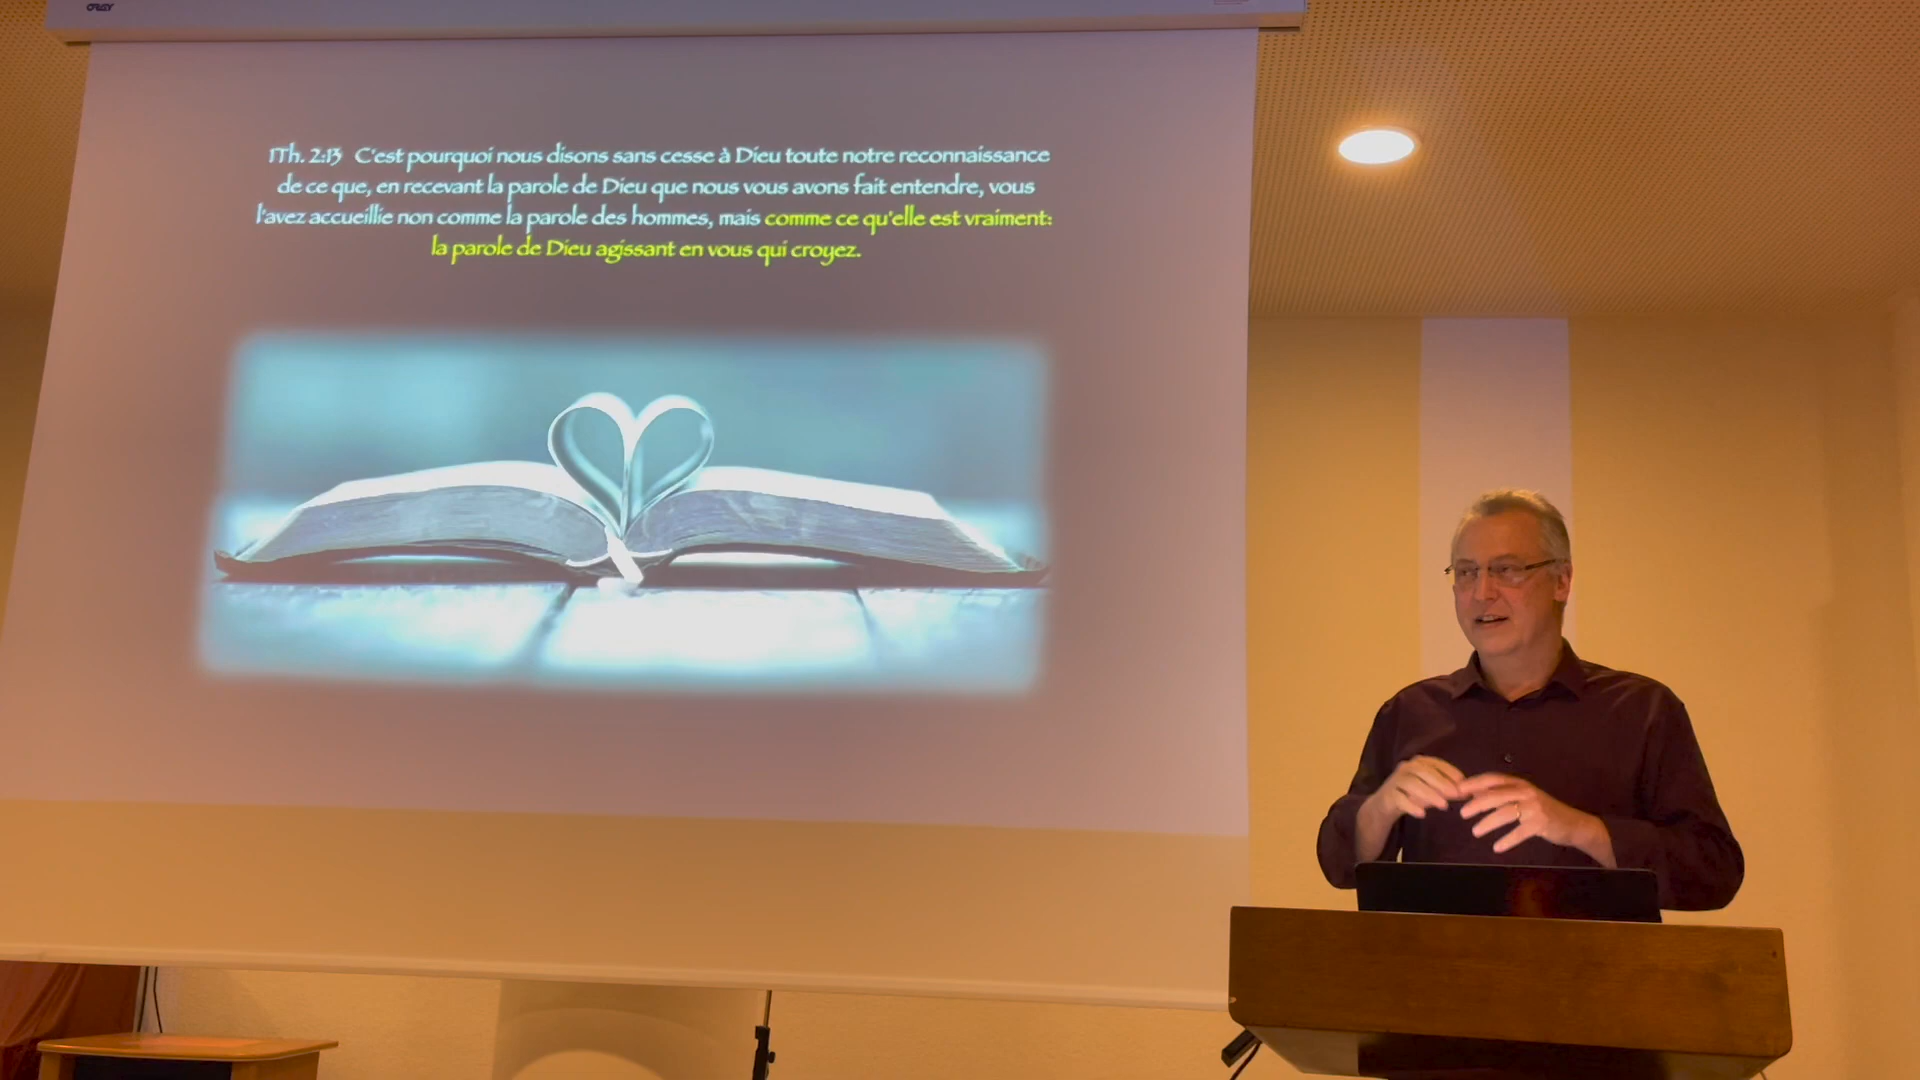 ORAY
1Th. 2:13 C'est pourquoi nous disons sans cesse à Dieu toute notre reconnaissance
de ce que, en recevant la parole de Dieu que nous vous avons fait entendre, vous
l'avez accueillie non comme la parole des hommes, mais comme ce qu'elle est vraiment:
la parole de Dieu agissant en vous qui croyez.